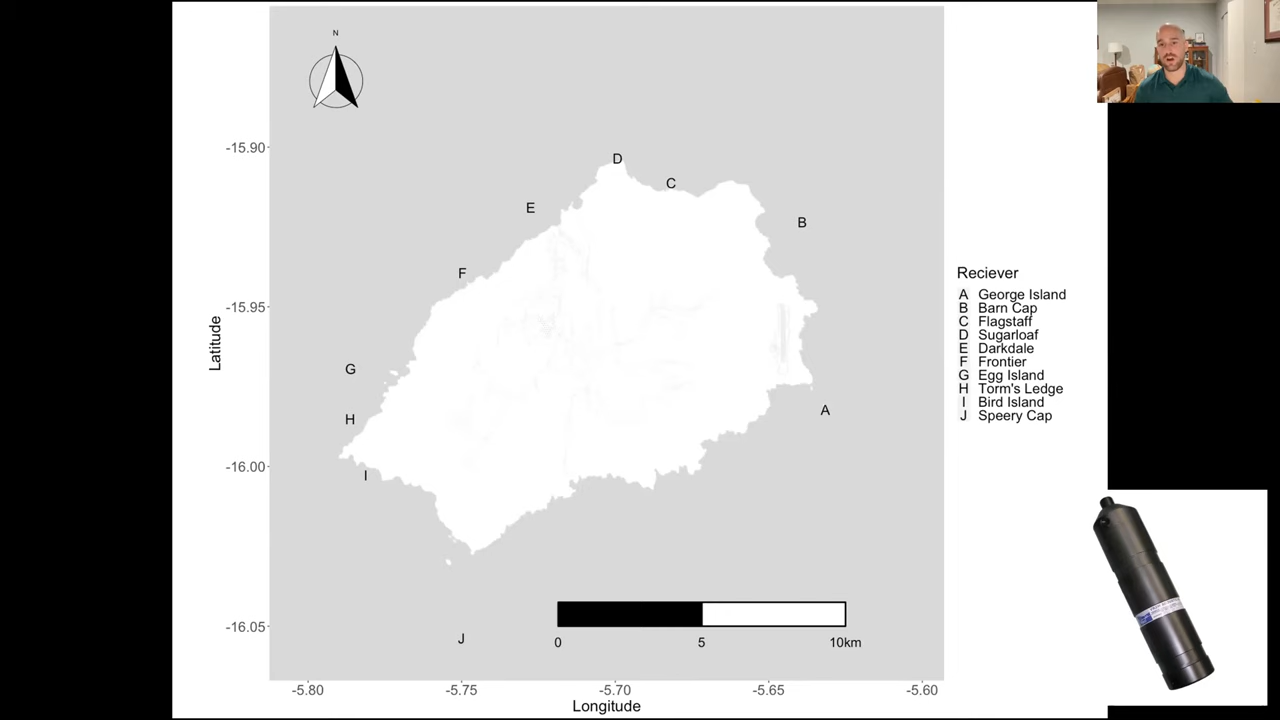 N
D
-15.90
C
E
B
F
-15.95
Reciever
A George Island
B Barn Cap
C Flagstaff
D Sugarloaf
E Darkdale
F Frontier
G Egg Island
H Torm's Ledge
I Bird Island
J Speery Cap
Latitude
G
H
A
-16.00
I
-16.05
J
0
5
10km
-5.80
-5.75
-5.70
-5.65
-5.60
Longitude